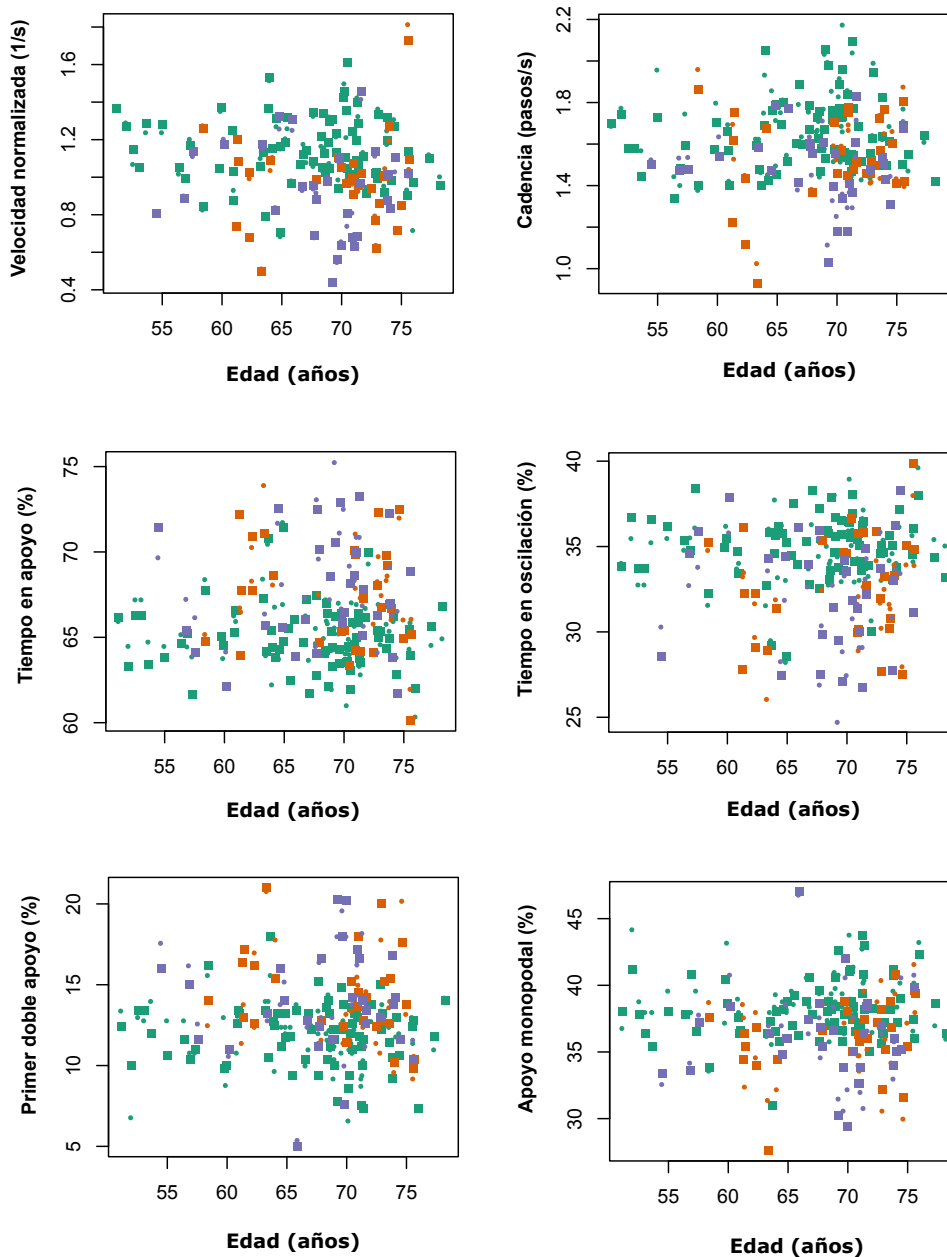 Velocidad normalizada (1/s)
1.6
1.2
0.8
0.4
55 60 65 70 75
Edad (años)
Cadencia (pasos/s)
2.2
1.8
1.4
1.0
55 60 65 70 75
Edad (años)
Tiempo en apoyo (%)
75
70
65
60
55 60 65 70 75
Edad (años)
Tiempo en oscilación (%)
40
35
30
25
55 60 65 70 75
Edad (años)
Primer doble apoyo (%)
20
15
10
5
55 60 65 70 75
Edad (años)
Apoyo monopodal (%)
45
40
35
30
55 60 65 70 75
Edad (años)